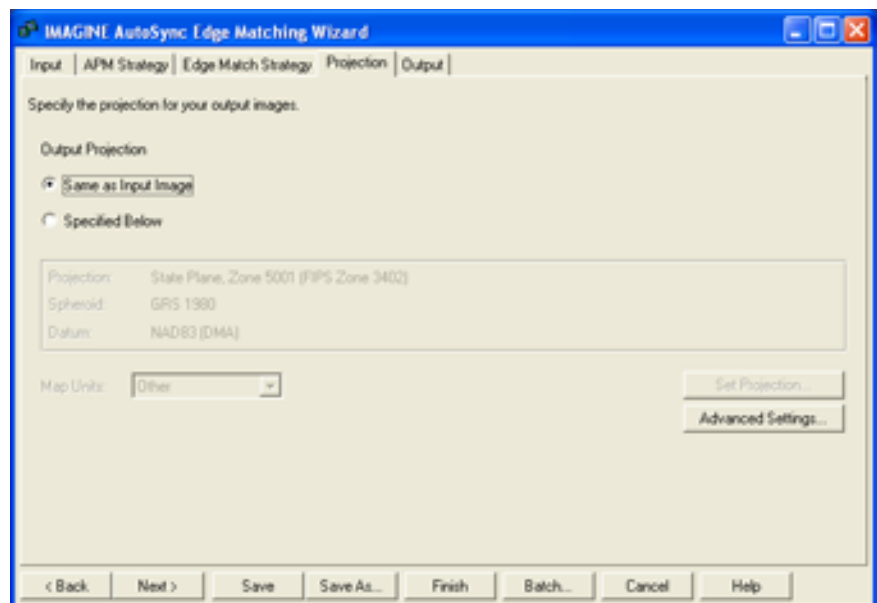 IMAGINE AutoSync Edge Matching Wizard
Input APM Strategy Edge Match Strategy Projection Output
Specify the projection for your output images.
Output Projection
Same as Input Image
Specified Below
Projection: State Plane, Zone 5001 (FIPS Zone 3402)
Spheroid: GRS 1980
Datum: NAD83 (DMA)
Map Units: Other Set Projection...
Advanced Settings...
< Back Next > Save Save As... Finish Batch... Cancel Help